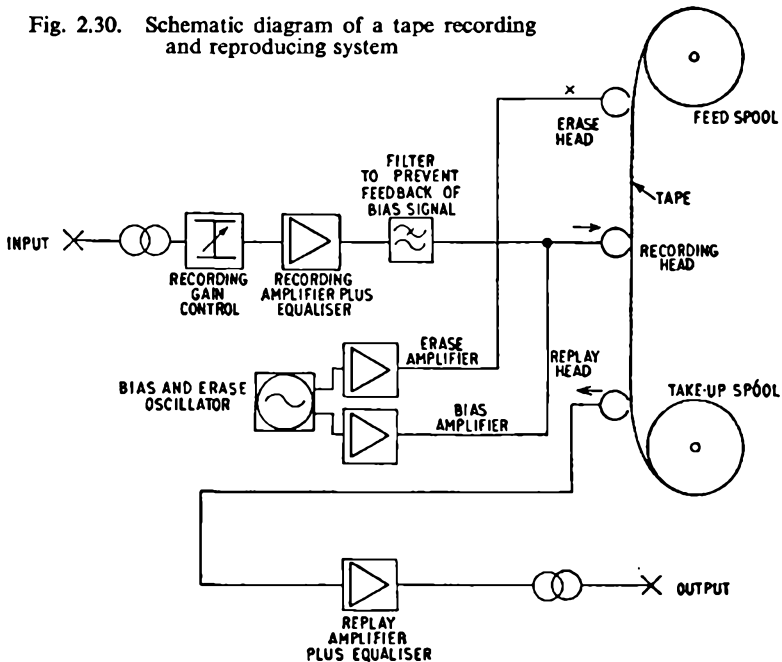 Fig. 2.30. Schematic diagram of a tape recording
and reproducing system
FEED SPOOL
ERASE
HEAD
TAPE
FILTER
TO PREVENT
FEEDBACK OF
BIAS SIGNAL
INPUT
RECORDING
GAIN
CONTROL
RECORDING
AMPLIFIER PLUS
EQUALISER
RECORDING
HEAD
ERASE
AMPLIFIER
REPLAY
HEAD
BIAS AND ERASE
OSCILLATOR
BIAS
AMPLIFIER
TAKE-UP SPOOL
REPLAY
AMPLIFIER
PLUS EQUALISER
OUTPUT